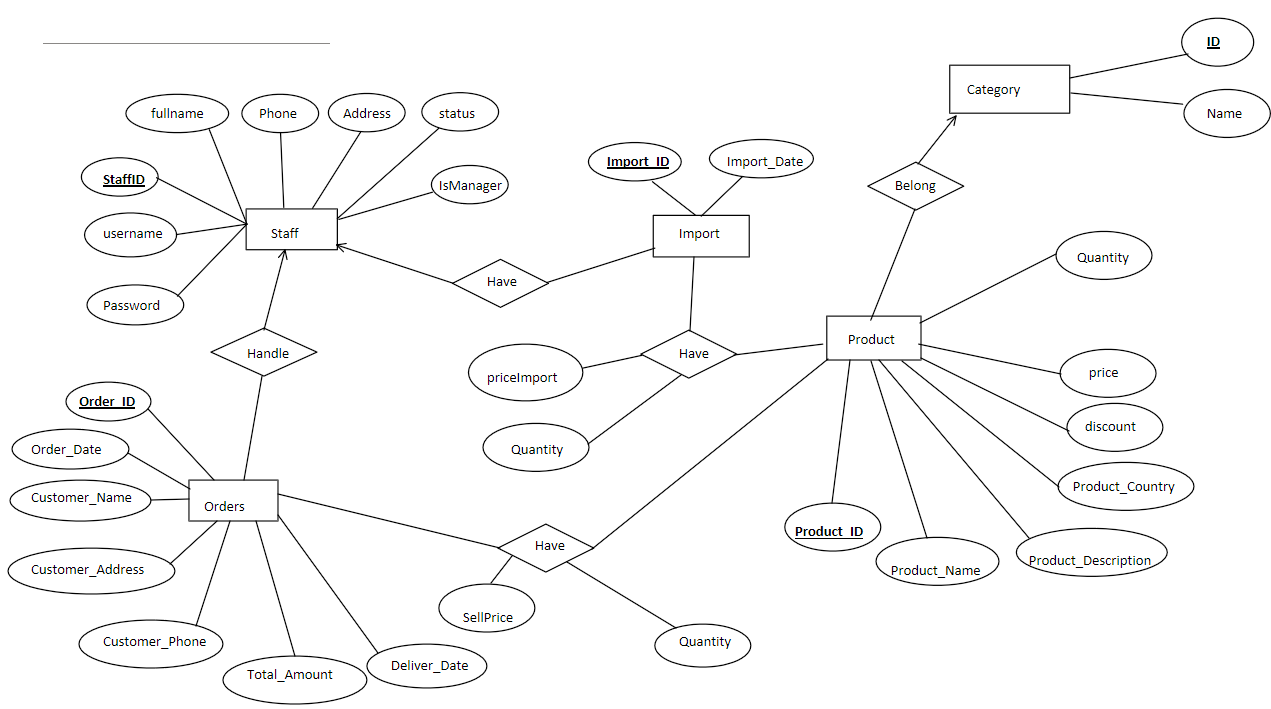 ID
Category
Name
fullname
Phone
Address
status
StaffID
IsManager
username
Staff
Password
Import_ID
Import_Date
Import
Belong
Have
Quantity
Product
Handle
Have
priceImport
Quantity
price
discount
Product_Country
Product_ID
Product_Name
Product_Description
Order_ID
Order_Date
Customer_Name
Orders
Customer_Address
Customer_Phone
Total_Amount
Deliver_Date
Have
SellPrice
Quantity